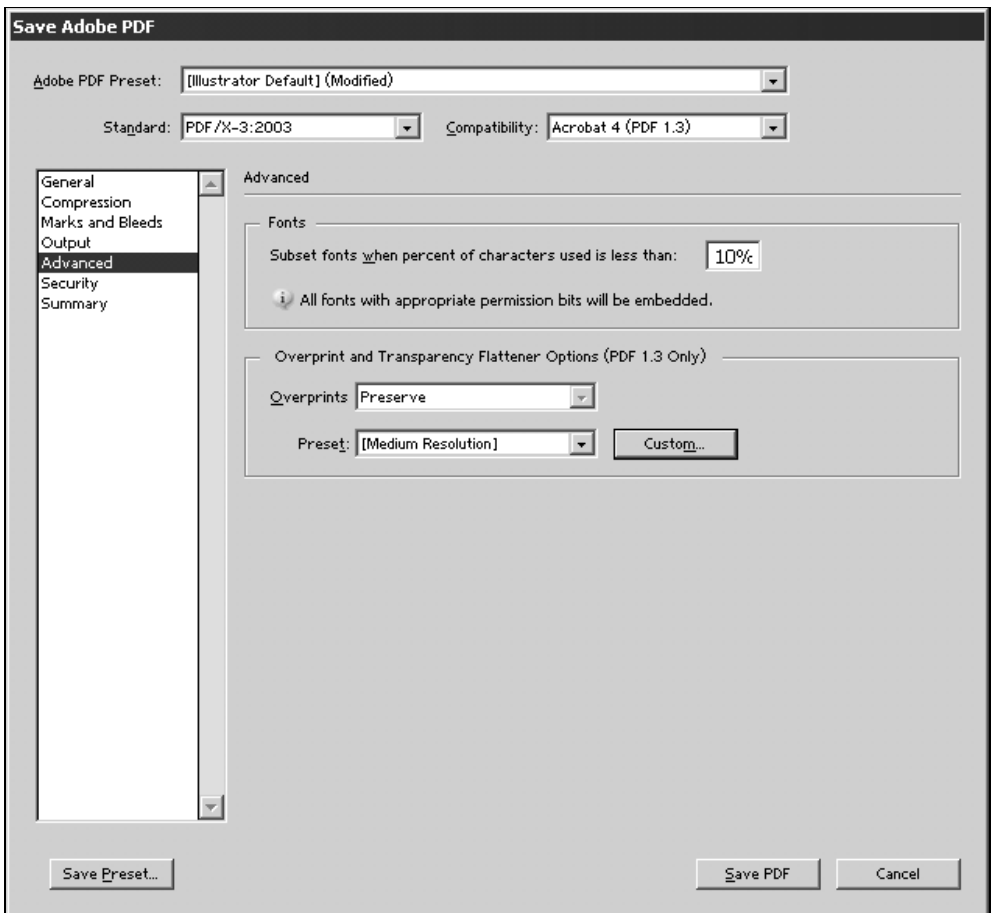 Save Adobe PDF
Adobe PDF Preset: [Illustrator Default] (Modified)
Standard: PDF/X-3:2003 Compatibility: Acrobat 4 (PDF 1.3)
General
Compression
Marks and Bleeds
Output
Advanced
Security
Summary
Advanced
Fonts
Subset fonts when percent of characters used is less than: 10%
All fonts with appropriate permission bits will be embedded.
Overprint and Transparency Flattener Options (PDF 1.3 Only)
Overprints Preserve
Preset: [Medium Resolution] Custom...
Save Preset... Save PDF Cancel